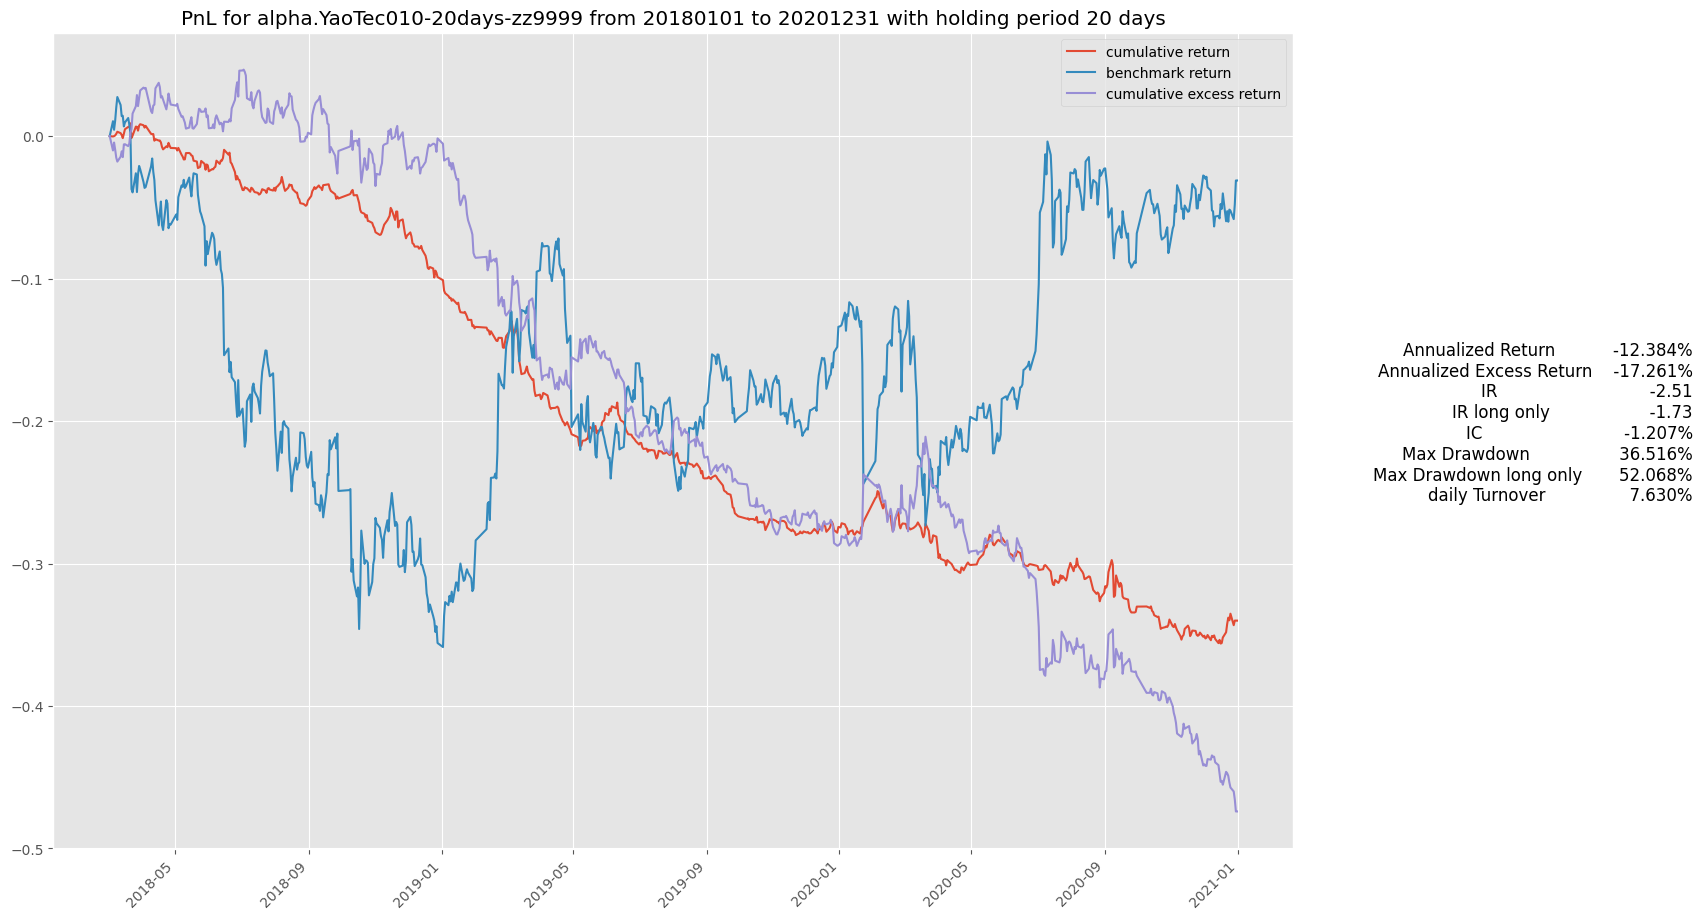 PnL for alpha.YaoTec010-20days-zz9999 from 20180101 to 20201231 with holding period 20 days
cumulative return
benchmark return
cumulative excess return
0.0
−0.1
−0.2
−0.3
−0.4
−0.5
2018-05
2018-09
2019-01
2019-05
2019-09
2020-01
2020-05
2020-09
2021-01
Annualized Return -12.384%
Annualized Excess Return -17.261%
IR -2.51
IR long only -1.73
IC -1.207%
Max Drawdown 36.516%
Max Drawdown long only 52.068%
daily Turnover 7.630%